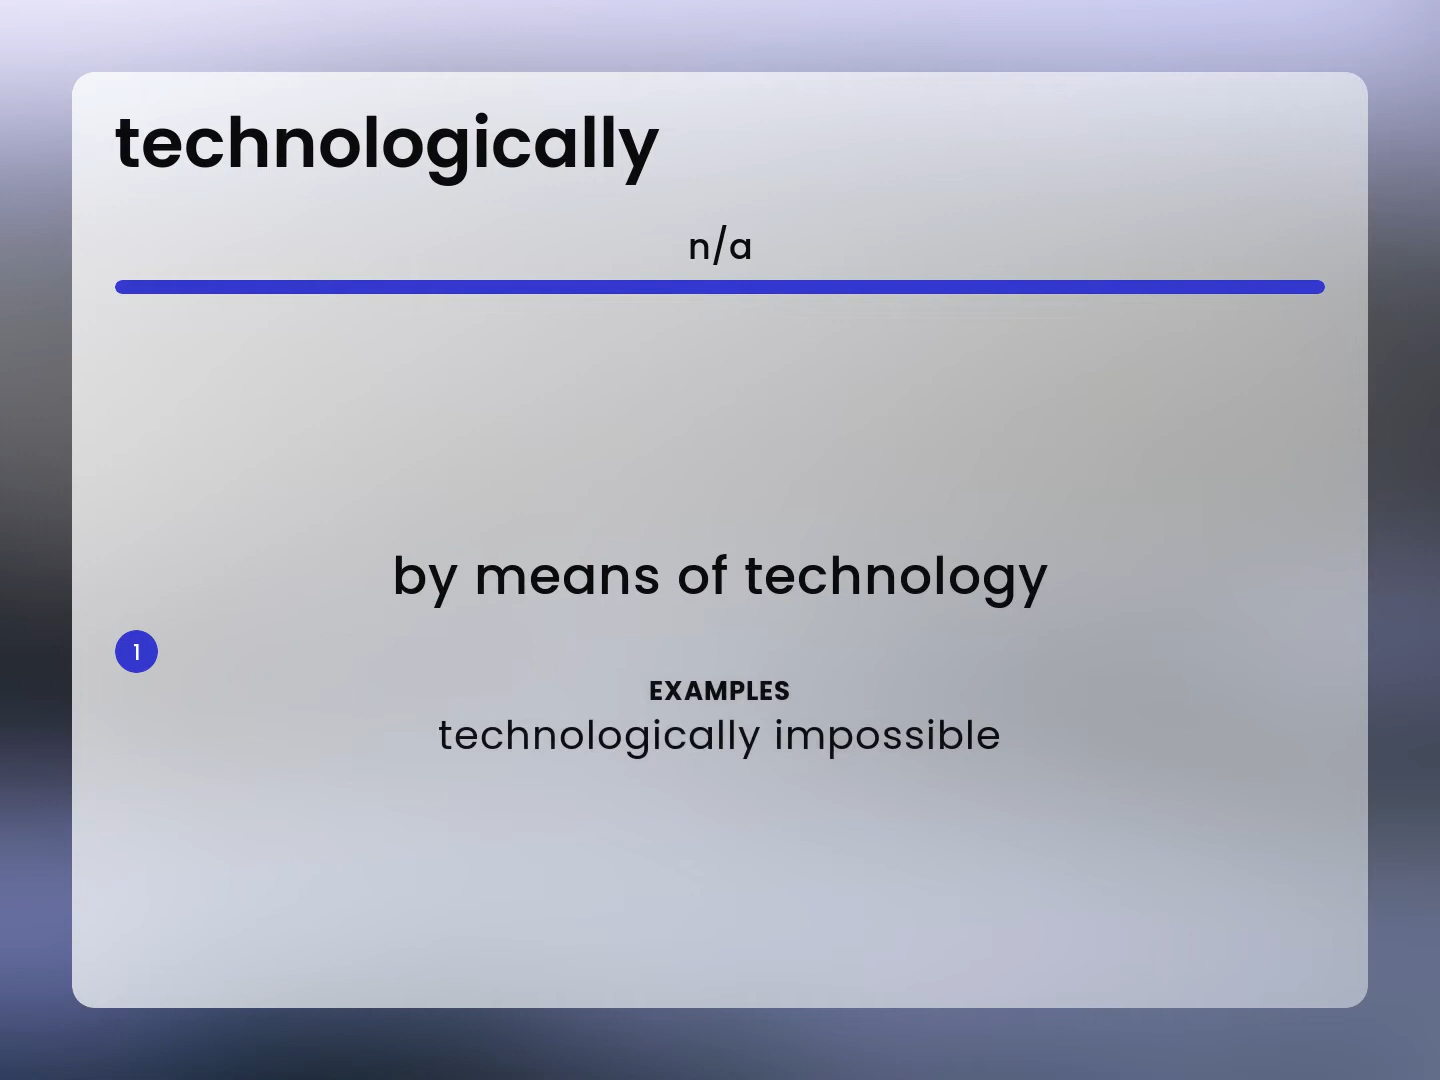 technologically
n/a
by means of technology
1
EXAMPLES
technologically impossible